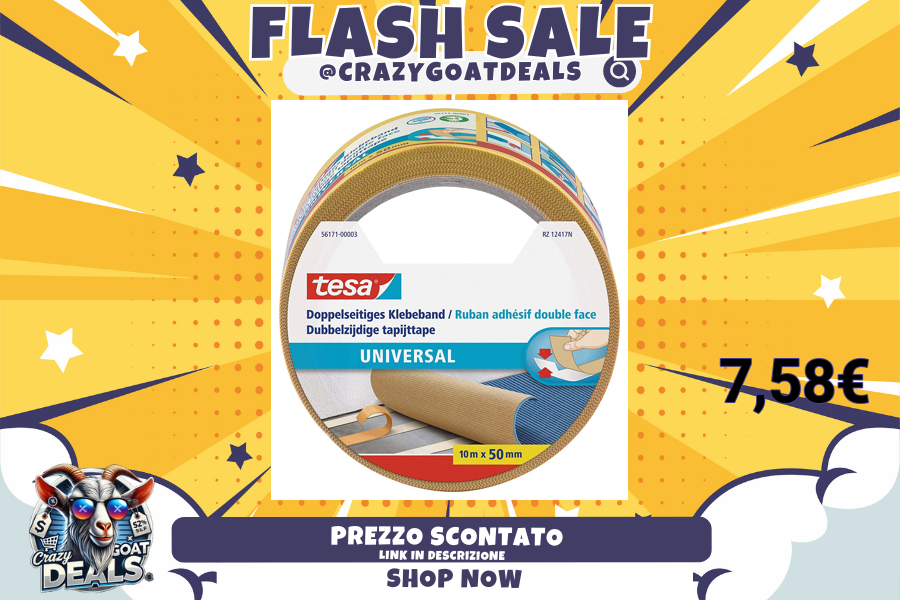 FLASH SALE
@CRAZYGOATDEALS
56171-00003
RZ 12417N
tesa
Doppelseitiges Klebeband / Ruban adhésif double face
Dubbelzijdige tapijttape
UNIVERSAL
10 m x 50 mm
7,58€
PREZZO SCONTATO
LINK IN DESCRIZIONE
SHOP NOW
$
52%
Crazy
GOAT
DEALS